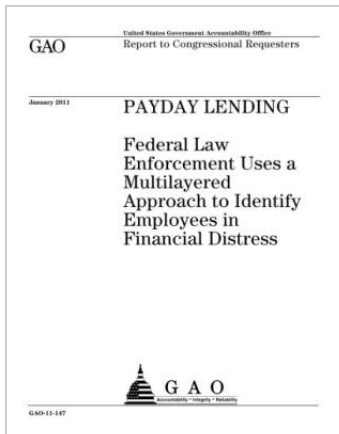 United States Government Accountability Office
GAO
Report to Congressional Requesters
January 2011
PAYDAY LENDING
Federal Law
Enforcement Uses a
Multilayered
Approach to Identify
Employees in
Financial Distress
GAO
Accountability * Integrity * Reliability
GAO-11-147